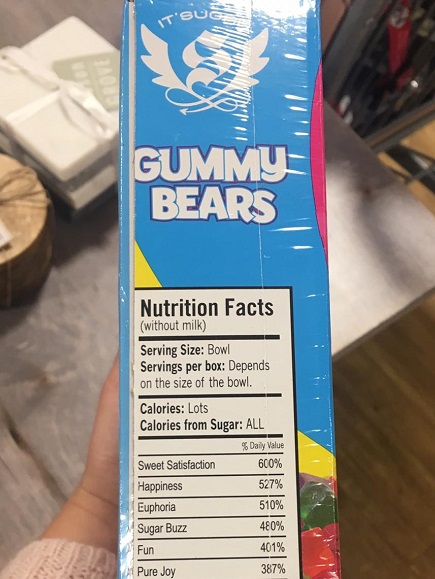 IT'SUG
GUMMY
BEARS
Nutrition Facts
(without milk)
Serving Size: Bowl
Servings per box: Depends
on the size of the bowl.
Calories: Lots
Calories from Sugar: ALL
% Daily Value
Sweet Satisfaction 600%
Happiness 527%
Euphoria 510%
Sugar Buzz 480%
Fun 401%
Pure Joy 387%